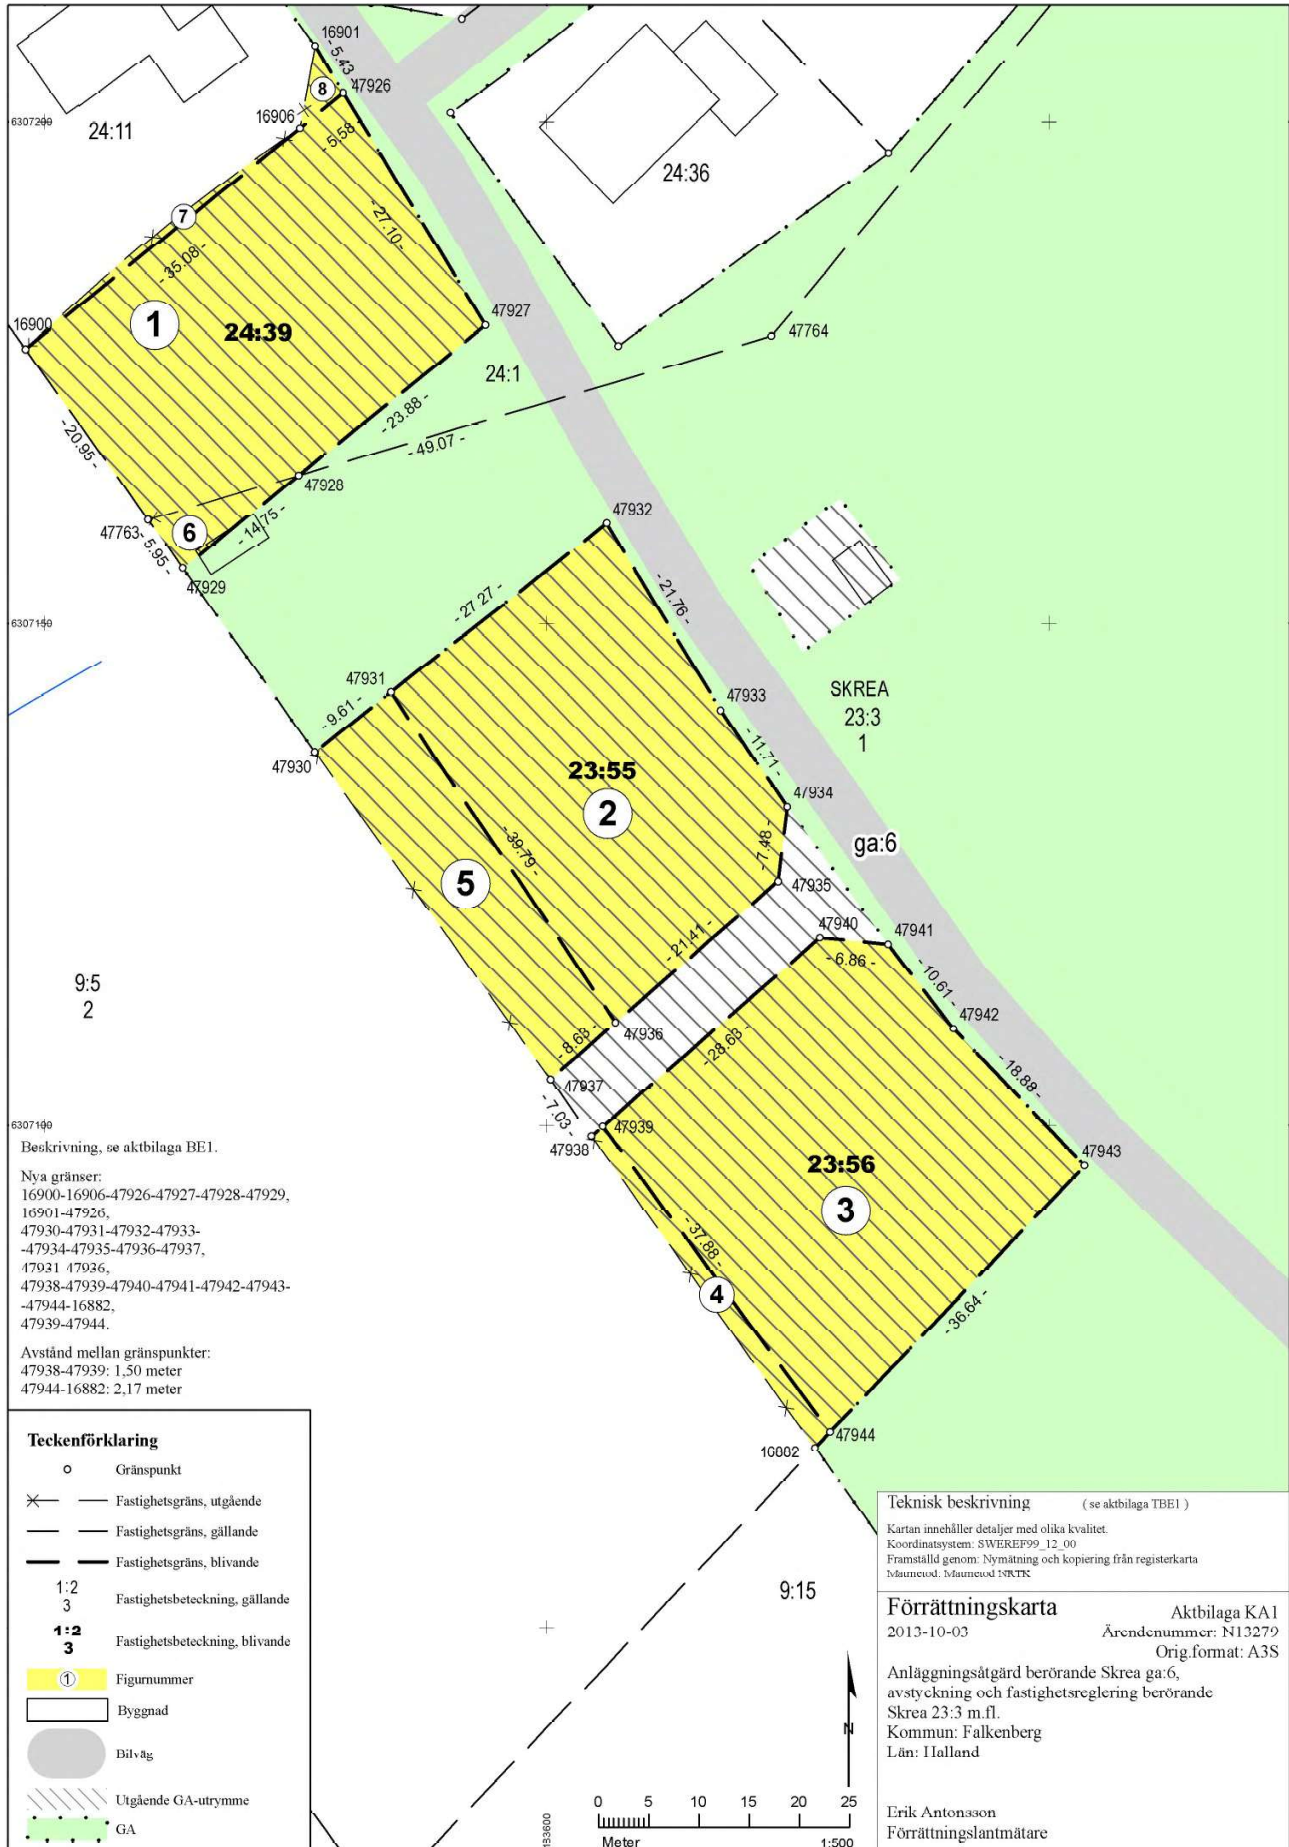 16901
- 5.43 -
8
47926
16906
- 5.58 -
6307200
24:11
24:36
7
- 27.10 -
- 35.08 -
16900
1
24:39
47927
47764
24:1
- 23.88 -
- 20.95 -
- 49.07 -
47928
47932
47763
6
- 14.75 -
- 5.95 -
47929
- 27.27 -
- 21.76 -
6307150
47931
SKREA
23:3
1
47933
- 9.61 -
- 11.71 -
47930
23:55
2
47934
- 39.79 -
- 7.48 -
ga:6
5
47935
47940
47941
- 21.41 -
- 6.86 -
9:5
2
- 10.61 -
47942
47936
- 8.63 -
- 28.63
- 18.88 -
47937
- 7.03 -
6307100
47939
47938
47943
23:56
3
Beskrivning, se aktbilaga BE1.
Nya gränser:
16900-16906-47926-47927-47928-47929,
16901-47926,
47930-47931-47932-47933-
-47934-47935-47936-47937,
47931-47936,
47938-47939-47940-47941-47942-47943-
-47944-16882,
47939-47944.
- 37.88 -
4
- 36.64 -
Avstånd mellan gränspunkter:
47938-47939: 1,50 meter
47944-16882: 2,17 meter
47944
Teckenförklaring
Gränspunkt
Fastighetsgräns, utgående
Fastighetsgräns, gällande
Fastighetsgräns, blivande
1:2
3
Fastighetsbeteckning, gällande
1:2
3
Fastighetsbeteckning, blivande
1
Figurnummer
Byggnad
Bilväg
Utgående GA-utrymme
GA
9:15
N
0 5 10 15 20 25
Meter
1:500
Teknisk beskrivning ( se aktbilaga TBE1 )
Kartan innehåller detaljer med olika kvalitet.
Koordinatsystem: SWEREF99_12_00
Framställd genom: Nymätning och kopiering från registerkarta
Mätmetod: Mätmetod NRTK
Förrättningskarta
Aktbilaga KA1
2013-10-03
Ärendenummer: N13279
Orig.format: A3S
Anläggningsåtgärd berörande Skrea ga:6,
avstyckning och fastighetsreglering berörande
Skrea 23:3 m.fl.
Kommun: Falkenberg
Län: Halland
Erik Antonsson
Förrättningslantmätare